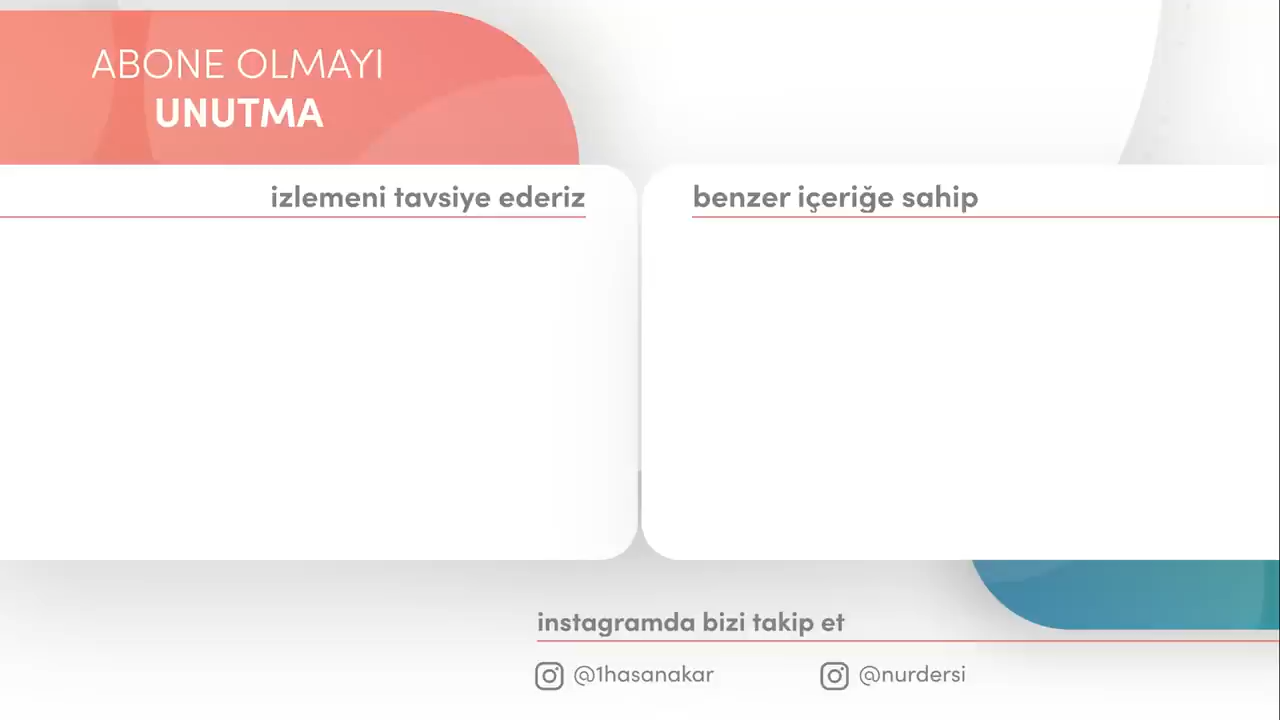 ABONE OLMAYI
UNUTMA
izlemeni tavsiye ederiz
benzer içeriğe sahip
instagramda bizi takip et
@1hasanakar
@nurdersi